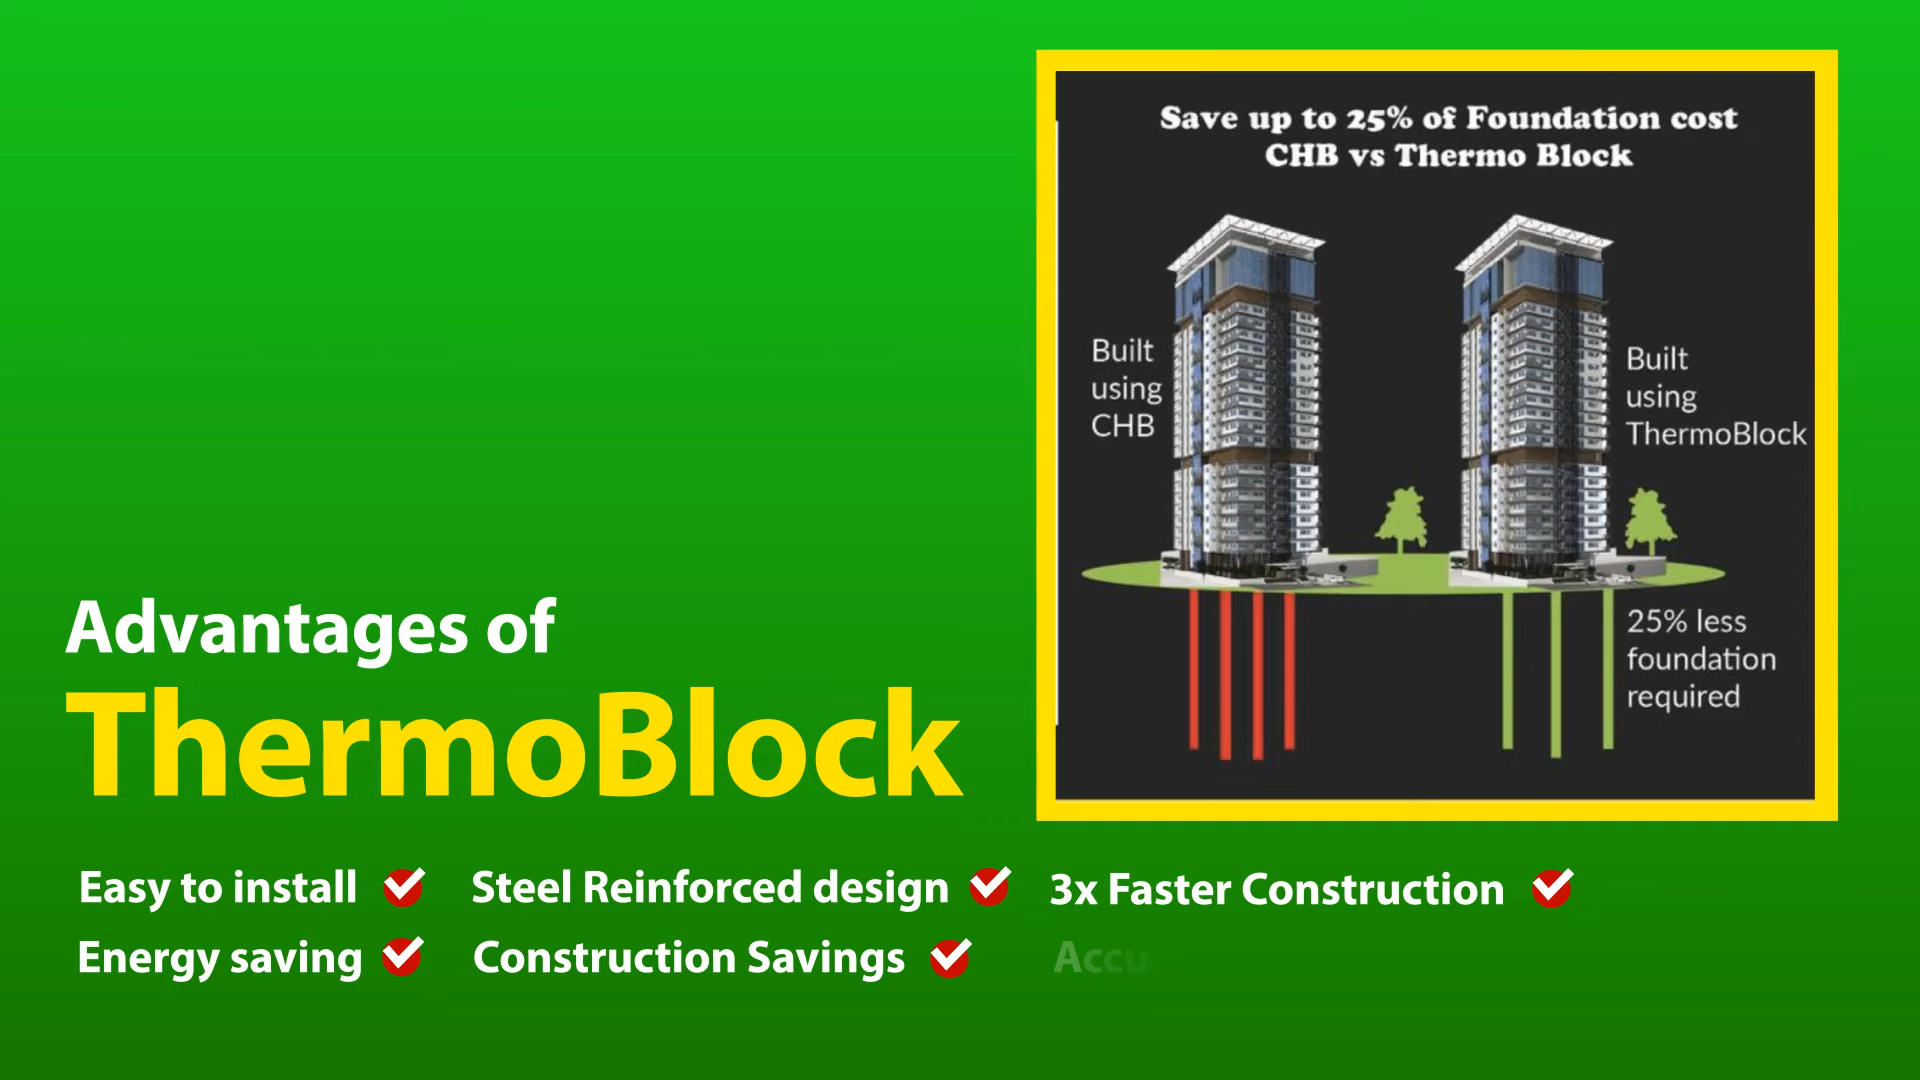 Save up to 25% of Foundation cost
CHB vs Thermo Block
Built
using
CHB
Built
using
ThermoBlock
25% less
foundation
required
Advantages of
ThermoBlock
Easy to install
Steel Reinforced design
3x Faster Construction
Energy saving
Construction Savings